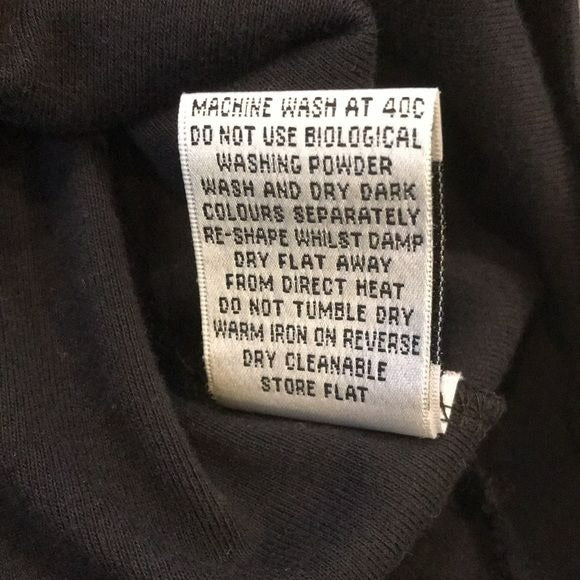 MACHINE WASH AT 40C
DO NOT USE BIOLOGICAL
WASHING POWDER
WASH AND DRY DARK
COLOURS SEPARATELY
RE-SHAPE WHILST DAMP
DRY FLAT AWAY
FROM DIRECT HEAT
DO NOT TUMBLE DRY
WARM IRON ON REVERSE
DRY CLEANABLE
STORE FLAT